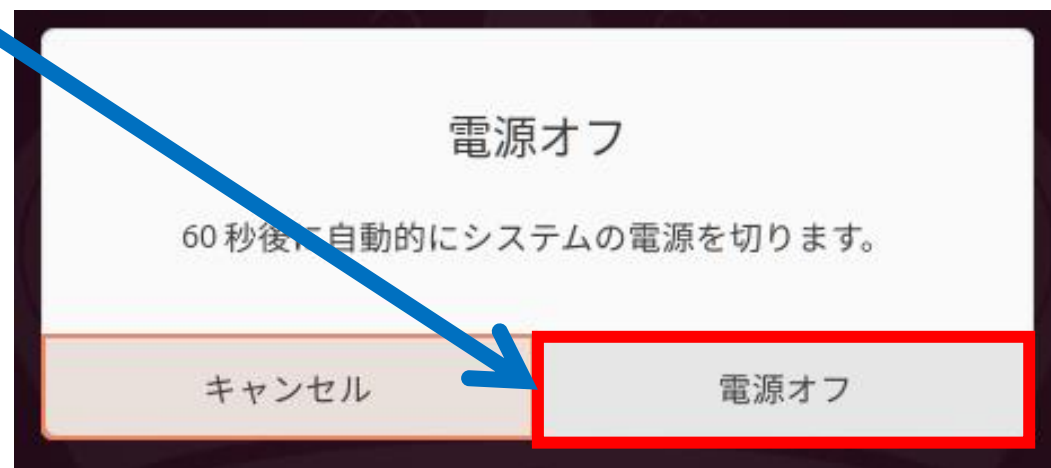 電源オフ
60 秒後に自動的にシステムの電源を切ります。
キャンセル
電源オフ